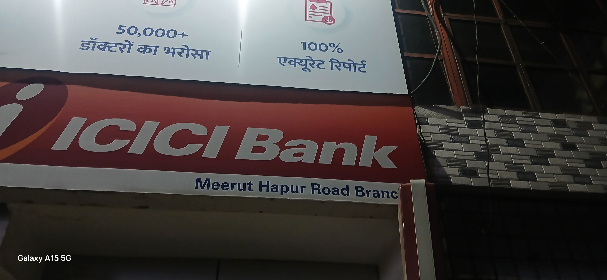 50,000+
डॉक्टरों का भरोसा
100%
एक्यूरेट रिपोर्ट
ICICI Bank
Meerut Hapur Road Branc
Galaxy A15 5G